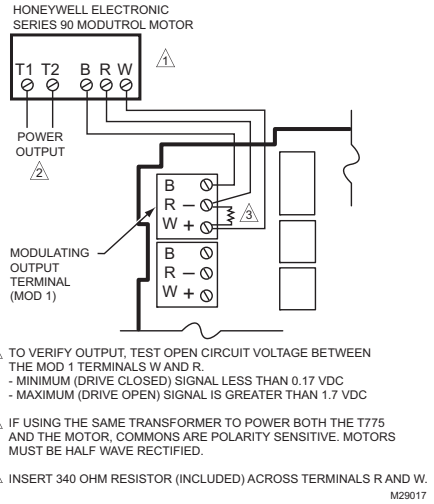 HONEYWELL ELECTRONIC
SERIES 90 MODUTROL MOTOR
T1 T2 B R W
1
POWER
OUTPUT
2
B
R –
W +
3
MODULATING
OUTPUT
TERMINAL
(MOD 1)
B
R –
W +
TO VERIFY OUTPUT, TEST OPEN CIRCUIT VOLTAGE BETWEEN
THE MOD 1 TERMINALS W AND R.
- MINIMUM (DRIVE CLOSED) SIGNAL LESS THAN 0.17 VDC
- MAXIMUM (DRIVE OPEN) SIGNAL IS GREATER THAN 1.7 VDC
IF USING THE SAME TRANSFORMER TO POWER BOTH THE T775
AND THE MOTOR, COMMONS ARE POLARITY SENSITIVE. MOTORS
MUST BE HALF WAVE RECTIFIED.
INSERT 340 OHM RESISTOR (INCLUDED) ACROSS TERMINALS R AND W.
M29017